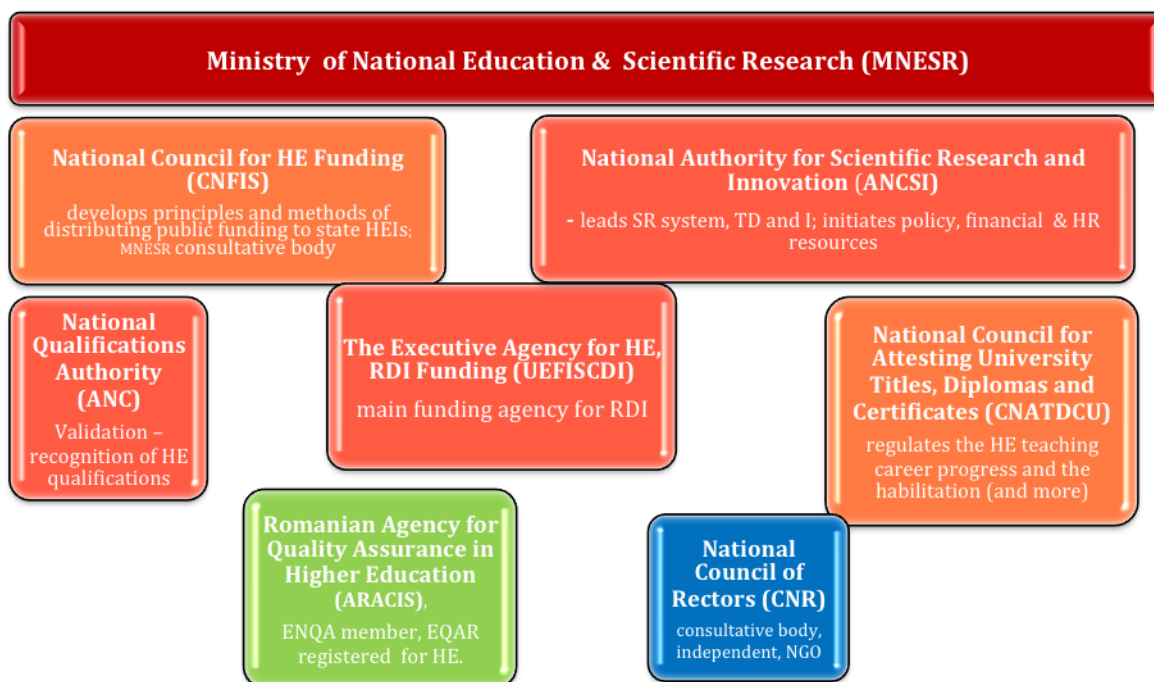 Ministry of National Education & Scientific Research (MNESR)
National Council for HE Funding
(CNFIS)
develops principles and methods of
distributing public funding to state HEIs;
MNESR consultative body
National Authority for Scientific Research and
Innovation (ANCSI)
- leads SR system, TD and I; initiates policy, financial & HR
resources
National
Qualifications
Authority
(ANC)
Validation –
recognition of HE
qualifications
The Executive Agency for HE,
RDI Funding (UEFISCDI)
main funding agency for RDI
National Council for
Attesting University
Titles, Diplomas and
Certificates (CNATDCU)
regulates the HE teaching
career progress and the
habilitation (and more)
Romanian Agency for
Quality Assurance in
Higher Education
(ARACIS),
ENQA member, EQAR
registered for HE.
National
Council of
Rectors (CNR)
consultative body,
independent, NGO